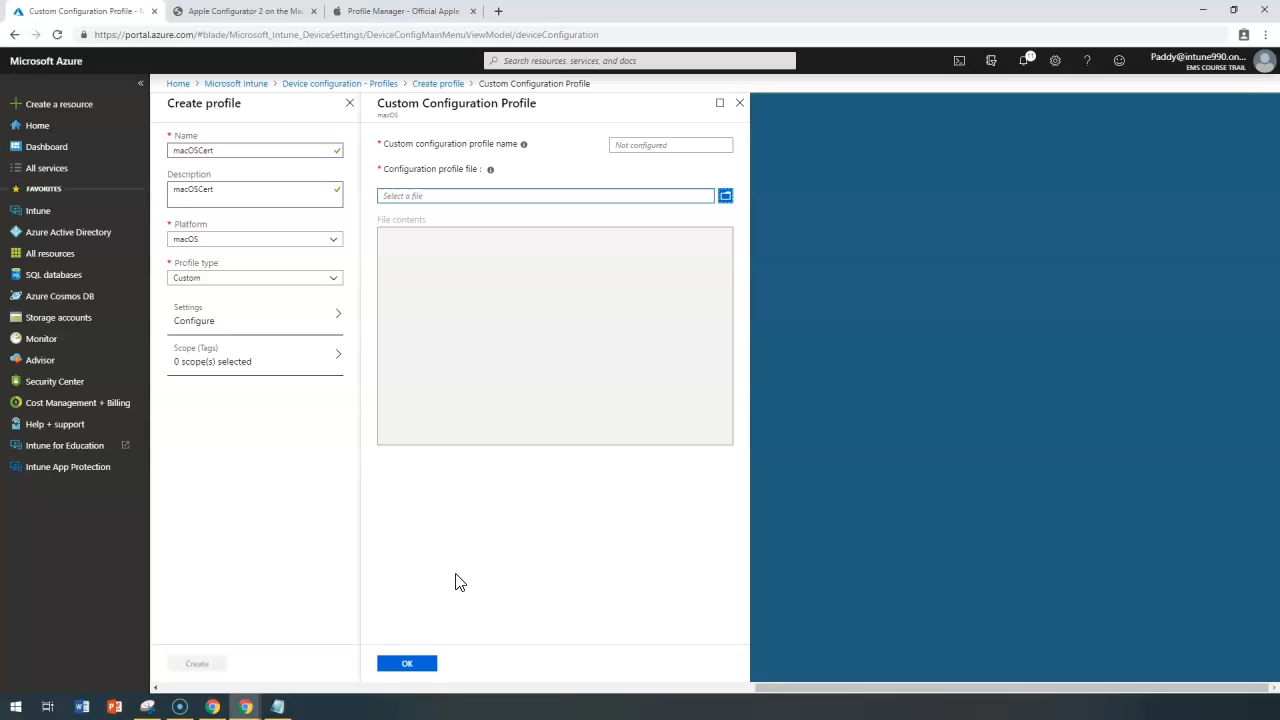 Custom Configuration Profile - M
Apple Configurator 2 on the Mac
Profile Manager - Official Apple
https://portal.azure.com/#blade/Microsoft_Intune_DeviceSettings/DeviceConfigMainMenuViewModel/deviceConfiguration
Microsoft Azure
Search resources, services, and docs
11
Paddy@intune990.on...
EMS COURSE TRAIL
Home > Microsoft Intune > Device configuration - Profiles > Create profile > Custom Configuration Profile
Create a resource
Home
Dashboard
All services
FAVORITES
Intune
Azure Active Directory
All resources
SQL databases
Azure Cosmos DB
Storage accounts
Monitor
Advisor
Security Center
Cost Management + Billing
Help + support
Intune for Education
Intune App Protection
Create profile
* Name
macOSCert
Description
macOSCert
* Platform
macOS
* Profile type
Custom
Settings
Configure
Scope (Tags)
0 scope(s) selected
Create
Custom Configuration Profile
macOS
* Custom configuration profile name
Not configured
* Configuration profile file :
Select a file
File contents
OK